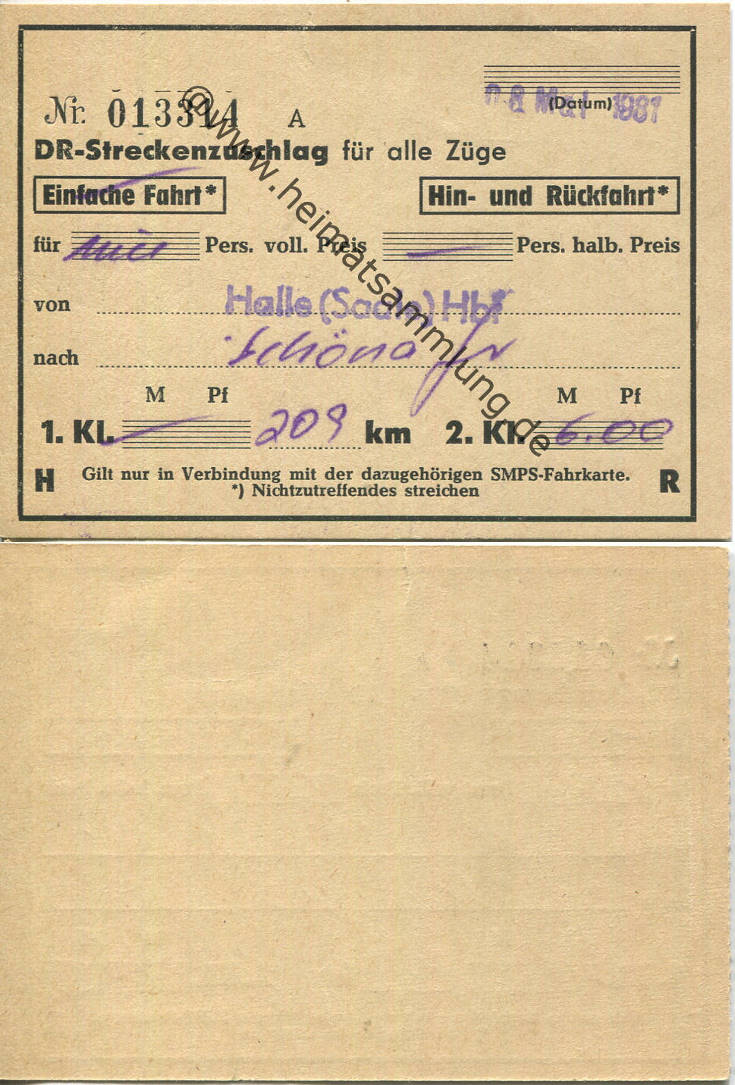 Nr. 013314 A
08. Mai 1981
(Datum)
DR-Streckenzuschlag für alle Züge
Einfache Fahrt* Hin- und Rückfahrt*
für Pers. voll. Preis — Pers. halb. Preis
von Halle (Saale) Hbf
nach Schöna Gr
M Pf M Pf
1. Kl. — 209 km 2. Kl. 6.00
H Gilt nur in Verbindung mit der dazugehörigen SMPS-Fahrkarte. R
*) Nichtzutreffendes streichen
@www.heimatsammlung.de